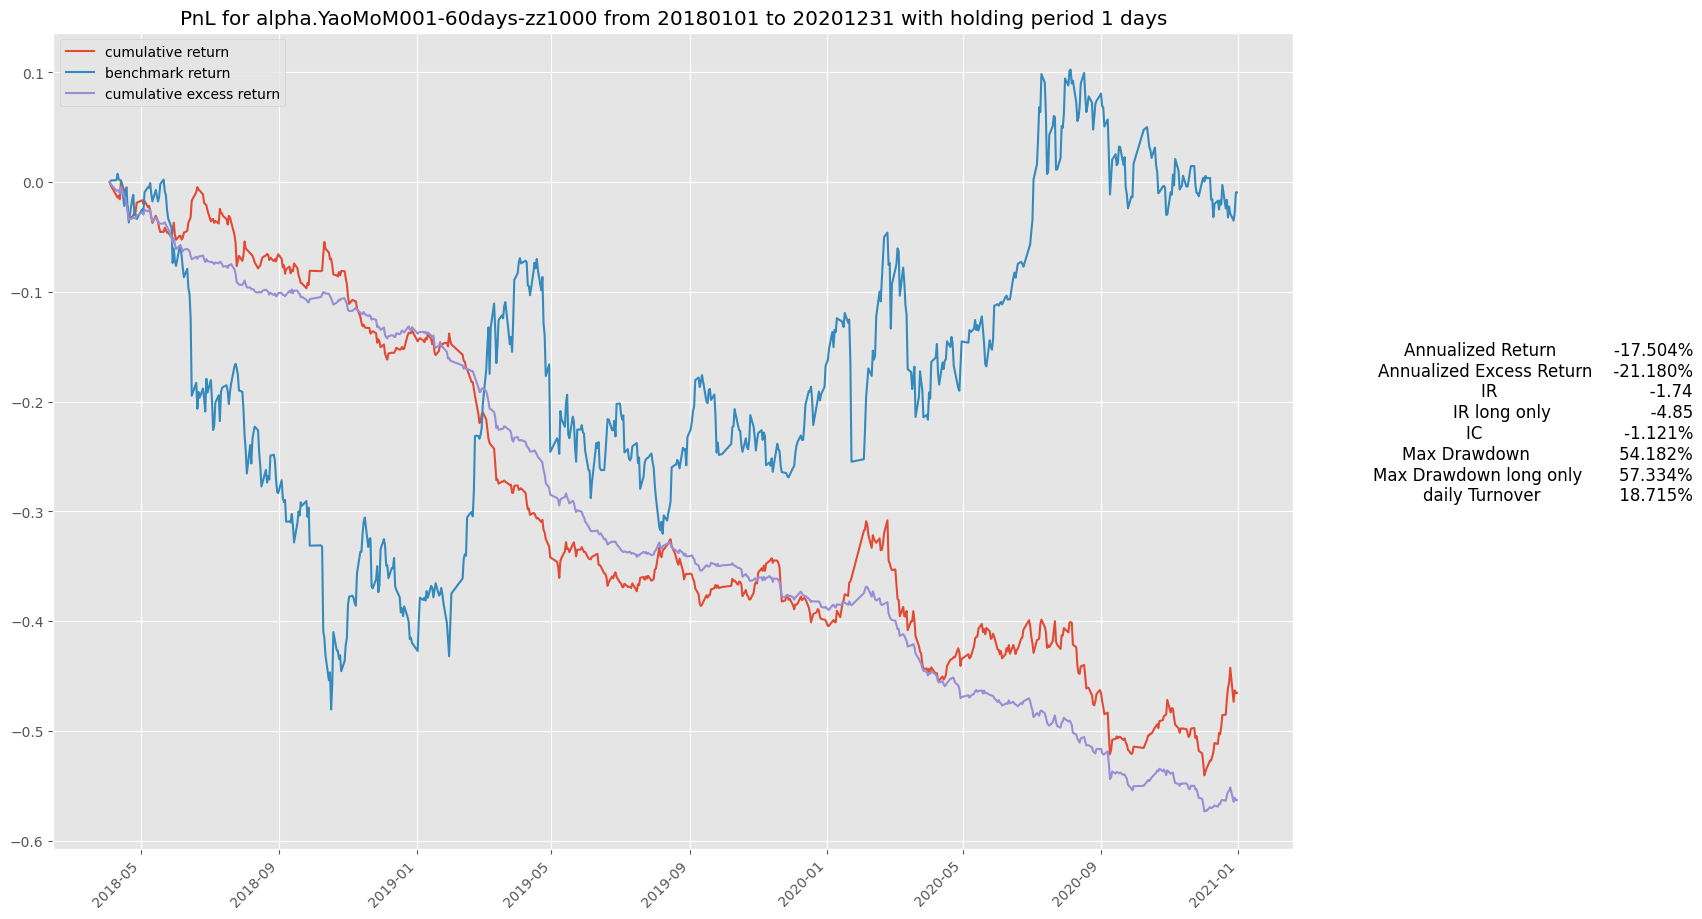 PnL for alpha.YaoMoM001-60days-zz1000 from 20180101 to 20201231 with holding period 1 days
cumulative return
benchmark return
cumulative excess return
0.1
0.0
−0.1
−0.2
−0.3
−0.4
−0.5
−0.6
2018-05
2018-09
2019-01
2019-05
2019-09
2020-01
2020-05
2020-09
2021-01
Annualized Return -17.504%
Annualized Excess Return -21.180%
IR -1.74
IR long only -4.85
IC -1.121%
Max Drawdown 54.182%
Max Drawdown long only 57.334%
daily Turnover 18.715%